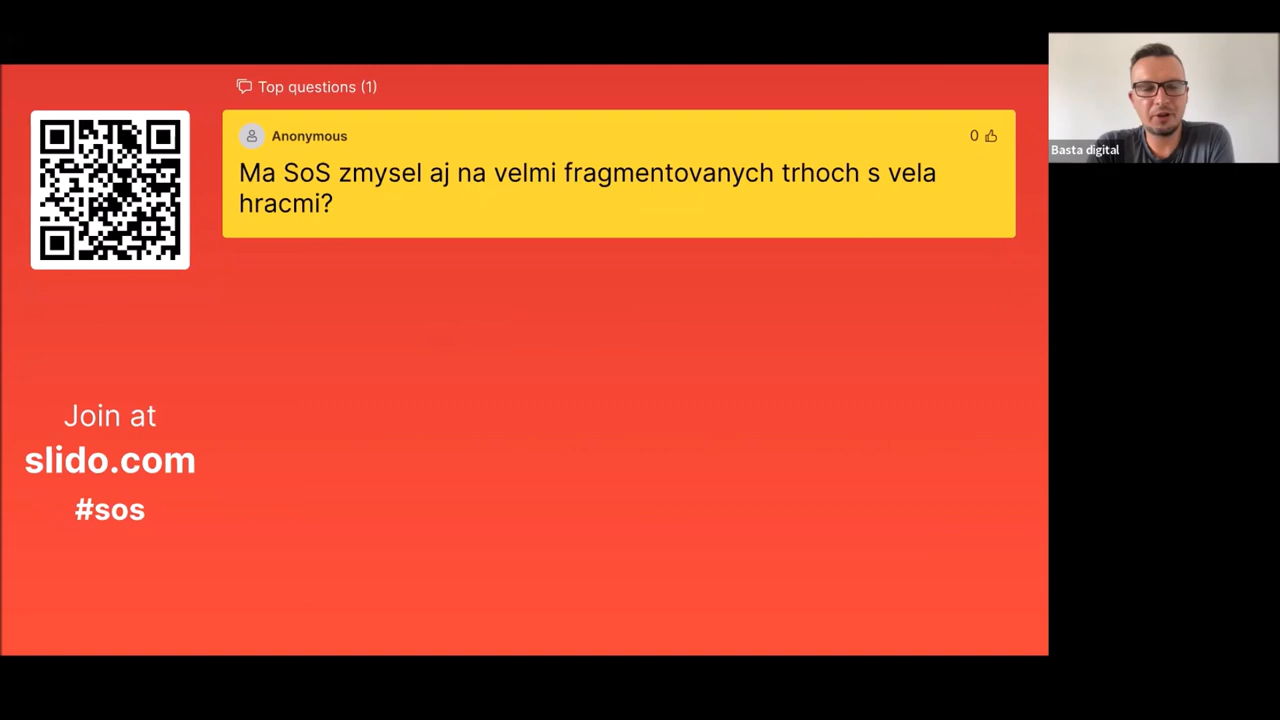 Top questions (1)
Anonymous
0
Ma SoS zmysel aj na velmi fragmentovanych trhoch s vela
hracmi?
Join at
slido.com
#sos
Basta digital